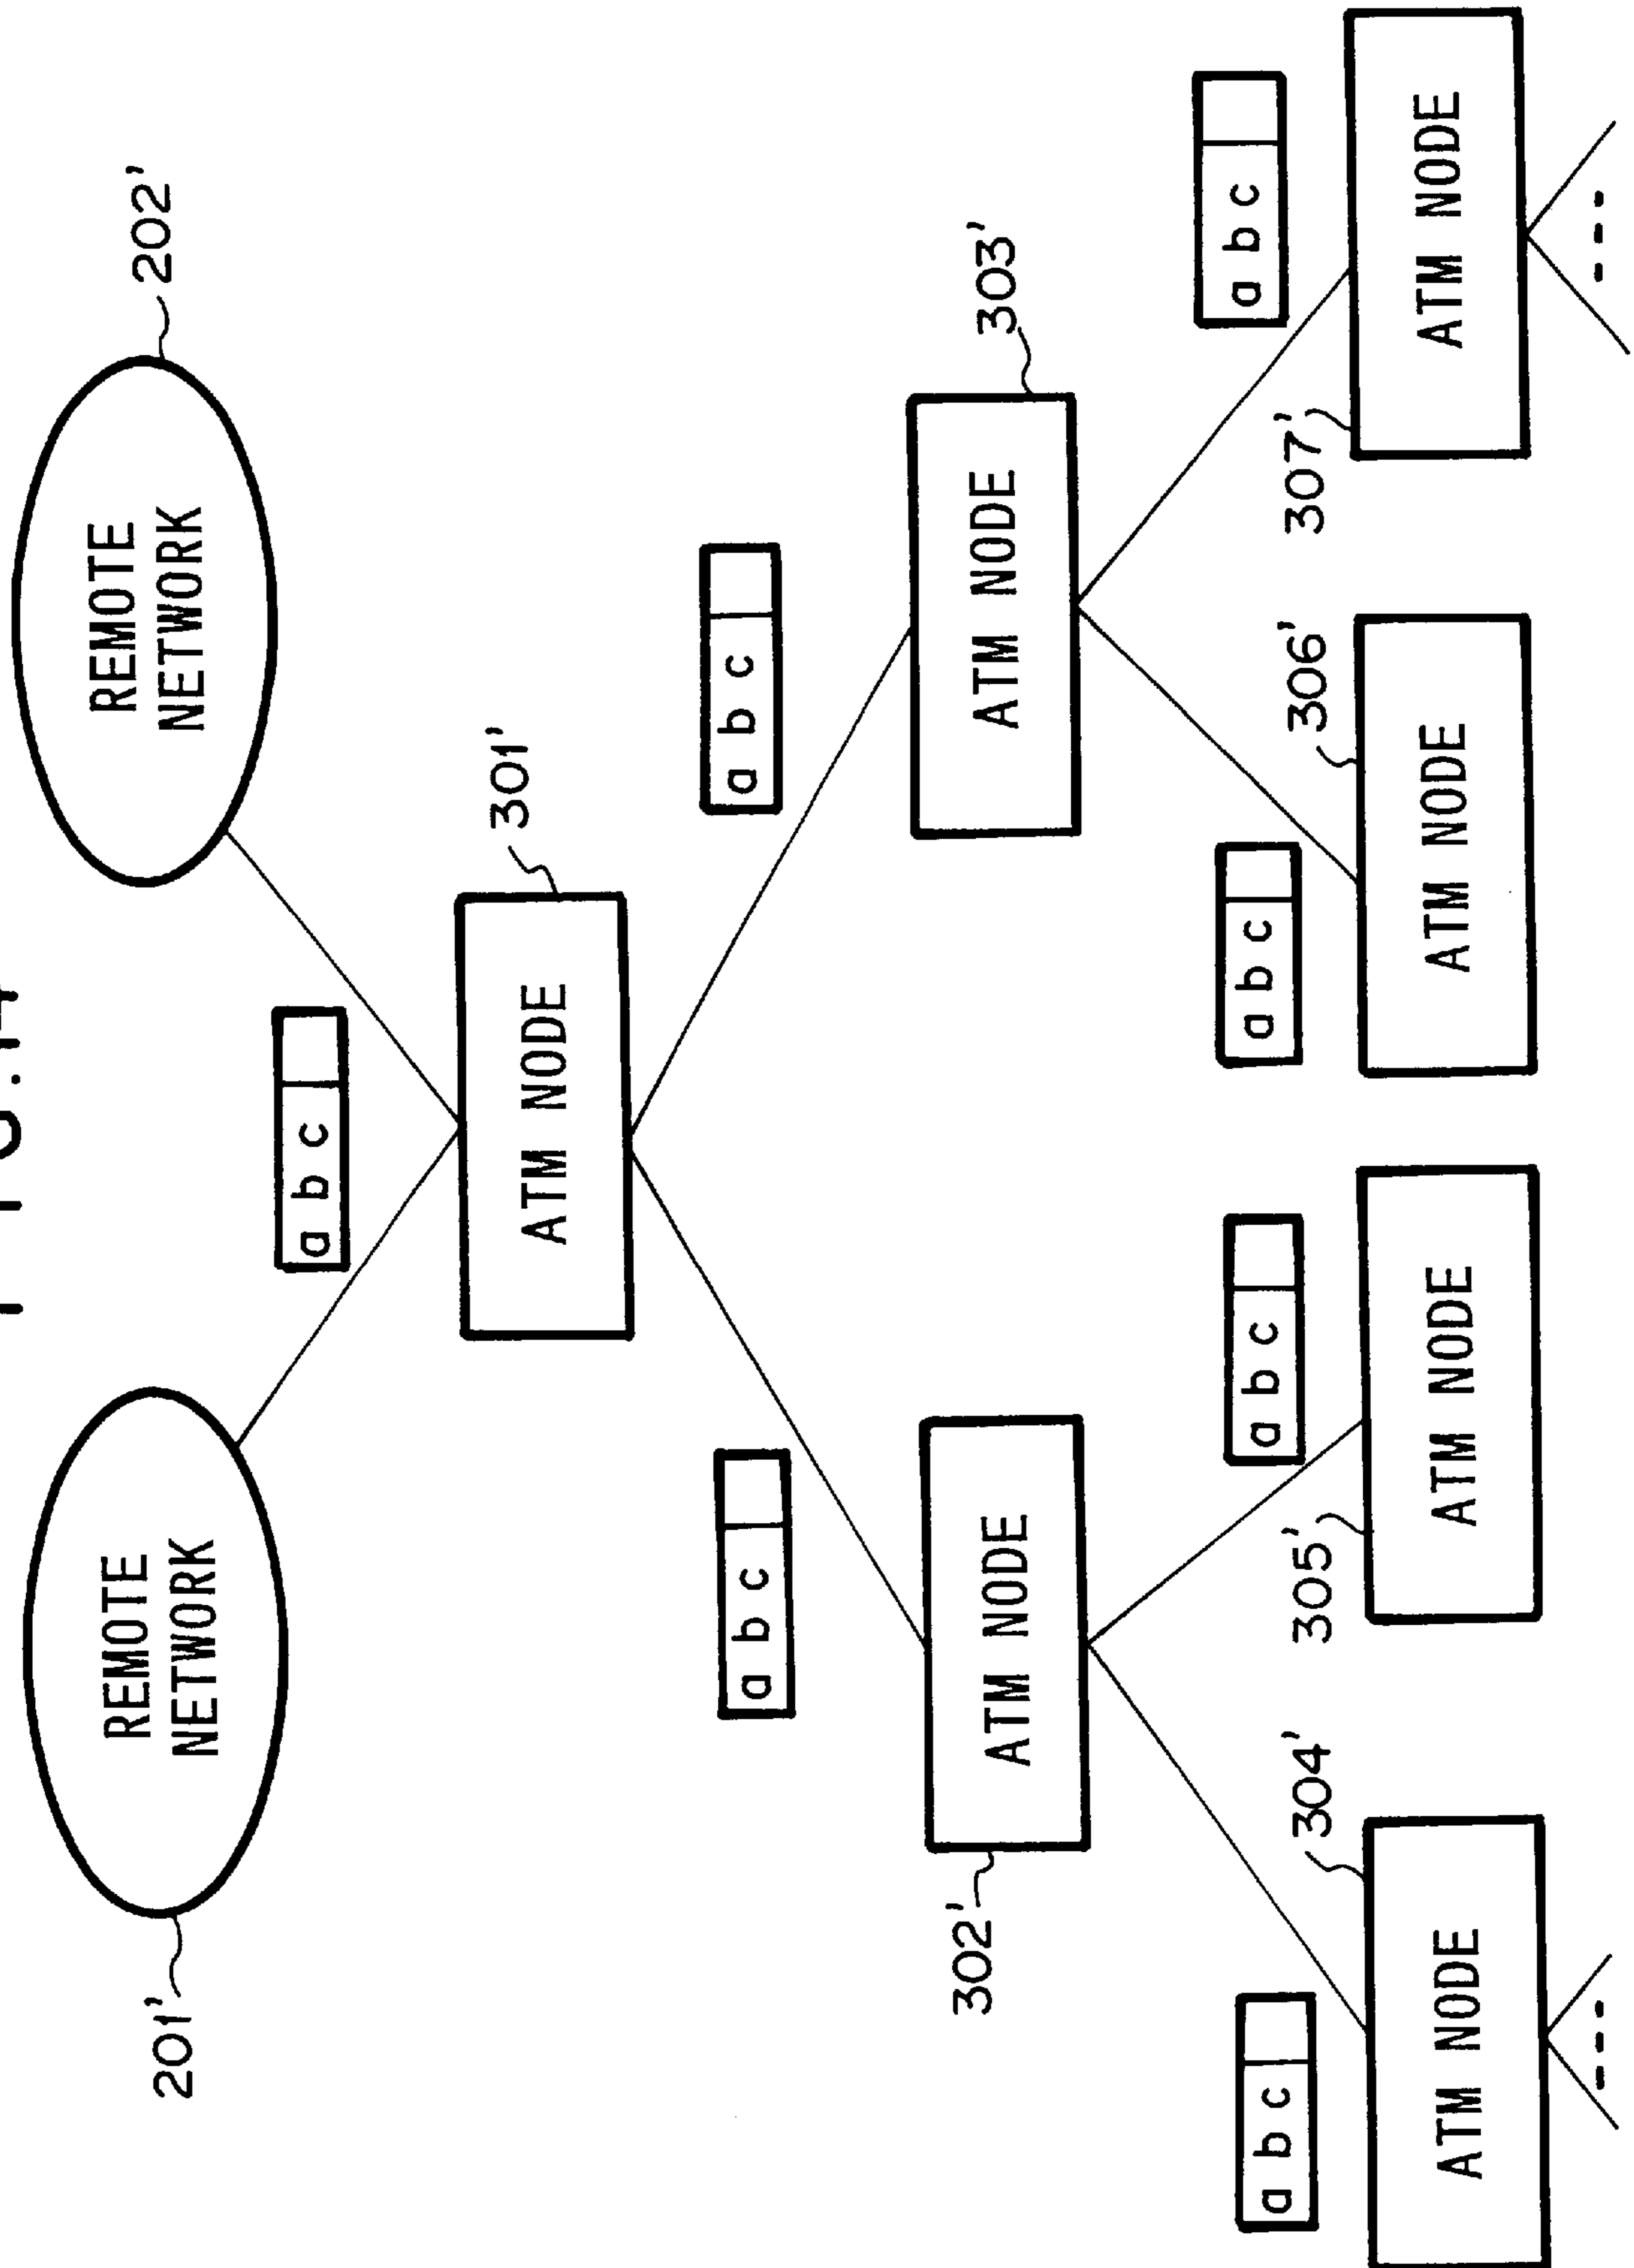 201'
REMOTE
NETWORK
REMOTE
NETWORK
202'
a b c
301'
ATM NODE
a b c
a b c
302'
ATM NODE
ATM NODE
303'
a b c
304'
305'
a b c
a b c
306'
307'
a b c
ATM NODE
ATM NODE
ATM NODE
ATM NODE